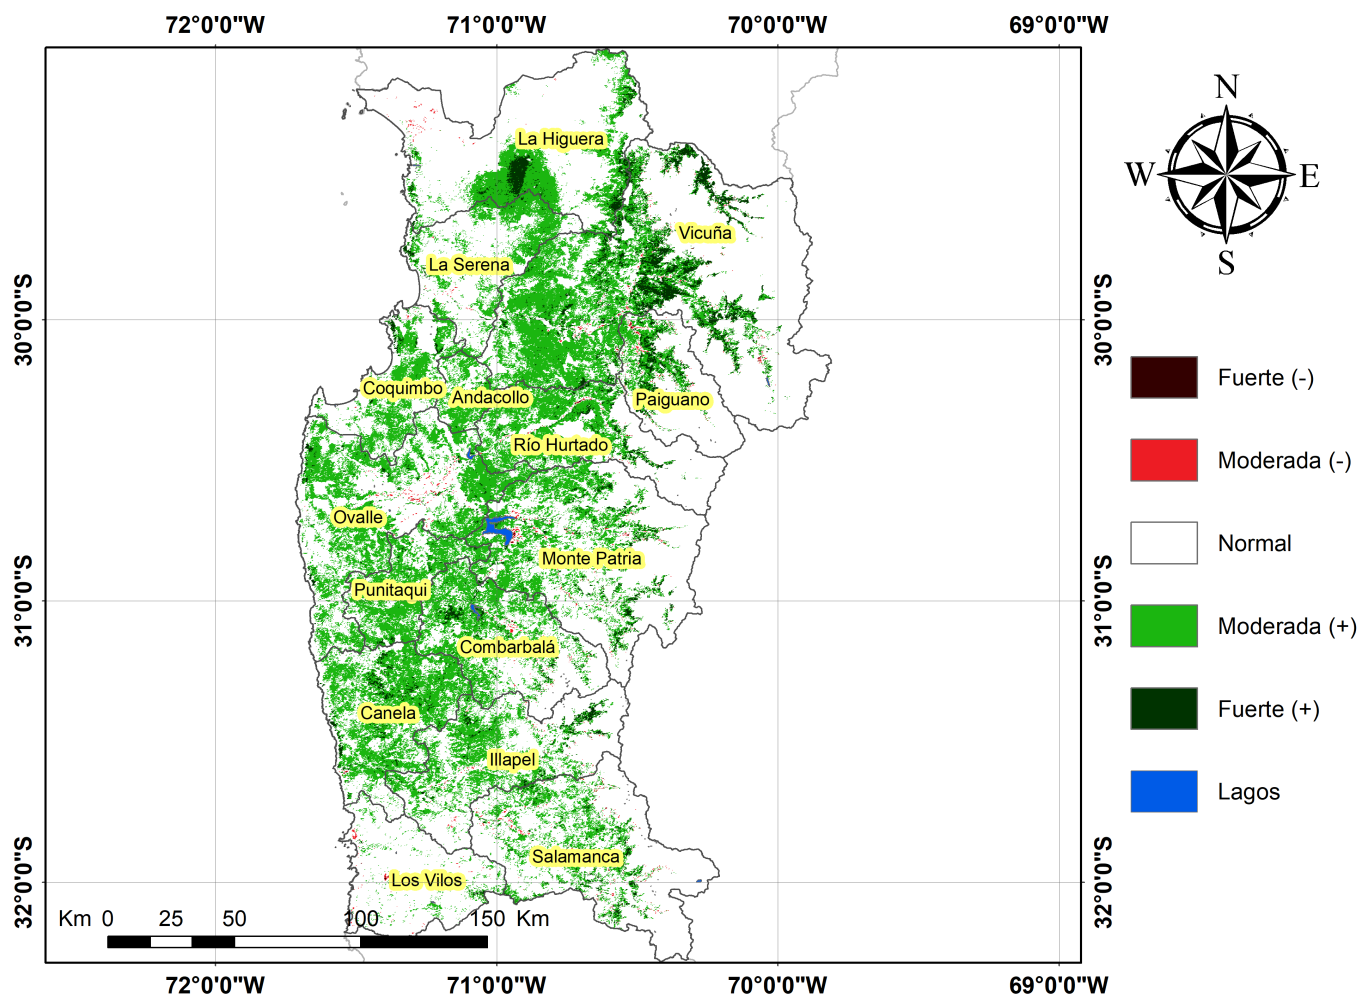 72°0'0"W 71°0'0"W 70°0'0"W 69°0'0"W
N
W E
S
30°0'0"S 30°0'0"S
31°0'0"S 31°0'0"S
32°0'0"S 32°0'0"S
La Higuera
Vicuña
La Serena
Coquimbo
Andacollo
Paiguano
Río Hurtado
Ovalle
Monte Patria
Punitaqui
Combarbalá
Canela
Illapel
Salamanca
Los Vilos
Fuerte (-)
Moderada (-)
Normal
Moderada (+)
Fuerte (+)
Lagos
Km 0 25 50 100 150 Km
72°0'0"W 71°0'0"W 70°0'0"W 69°0'0"W